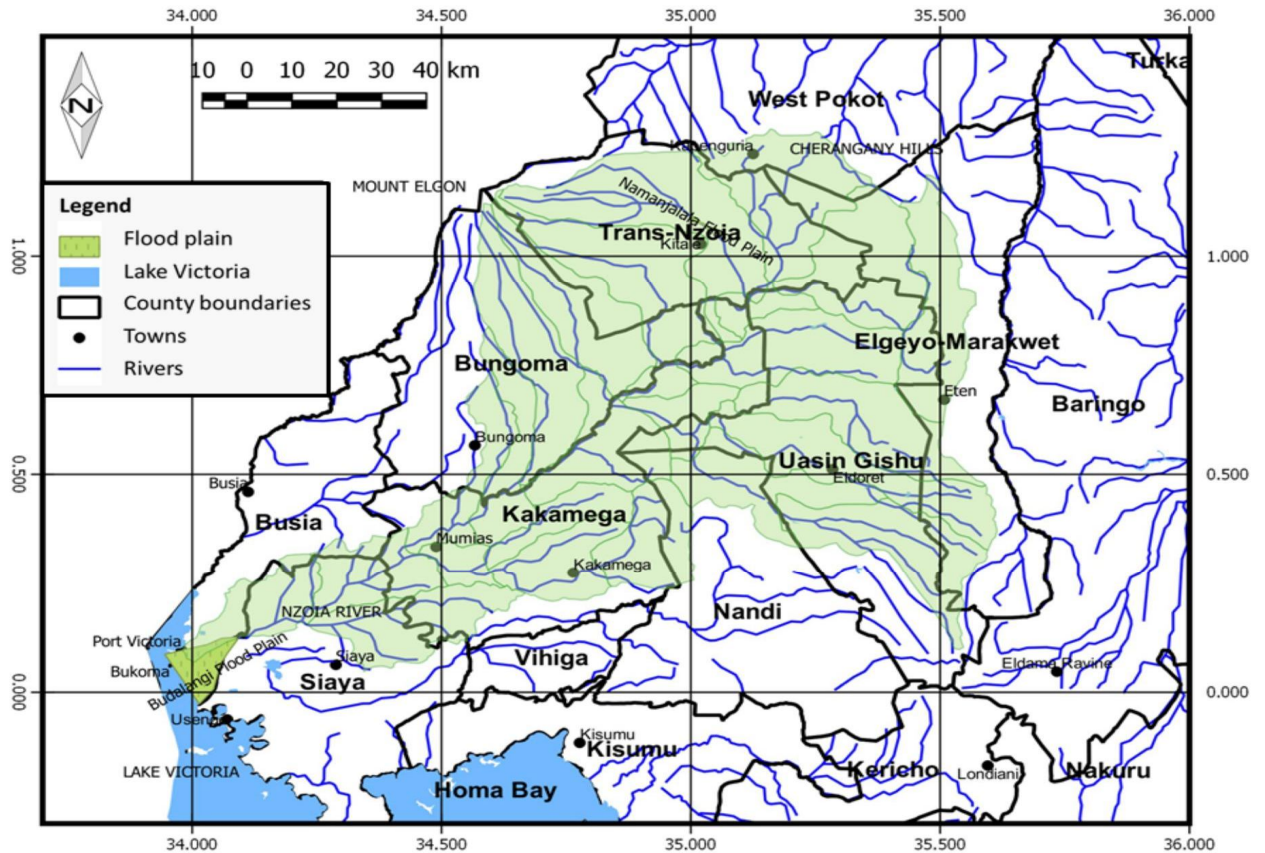 34.000 34.500 35.000 35.500 36.000
10 0 10 20 30 40 km
N
Turka
West Pokot
CHERANGANY HILLS
MOUNT ELGON
Namanjalala Flood Plain
Trans-Nzoia
Kitale
Legend
Flood plain
Lake Victoria
County boundaries
Towns
Rivers
1.000 1.000
Elgeyo-Marakwet
Bungoma
Eten
Baringo
Bungoma
Uasin Gishu
Eldoret
0.500 0.500
Busia
Busia
Kakamega
Mumias
Kakamega
NZOIA RIVER
Nandi
Port Victoria
Budalangi Flood Plain
Bukoma
Siaya
Siaya
Vihiga
Eldama Ravine
0.000 0.000
Kisumu
Kisumu
LAKE VICTORIA
Homa Bay
Kericho
Londiani
Nakuru
34.000 34.500 35.000 35.500 36.000